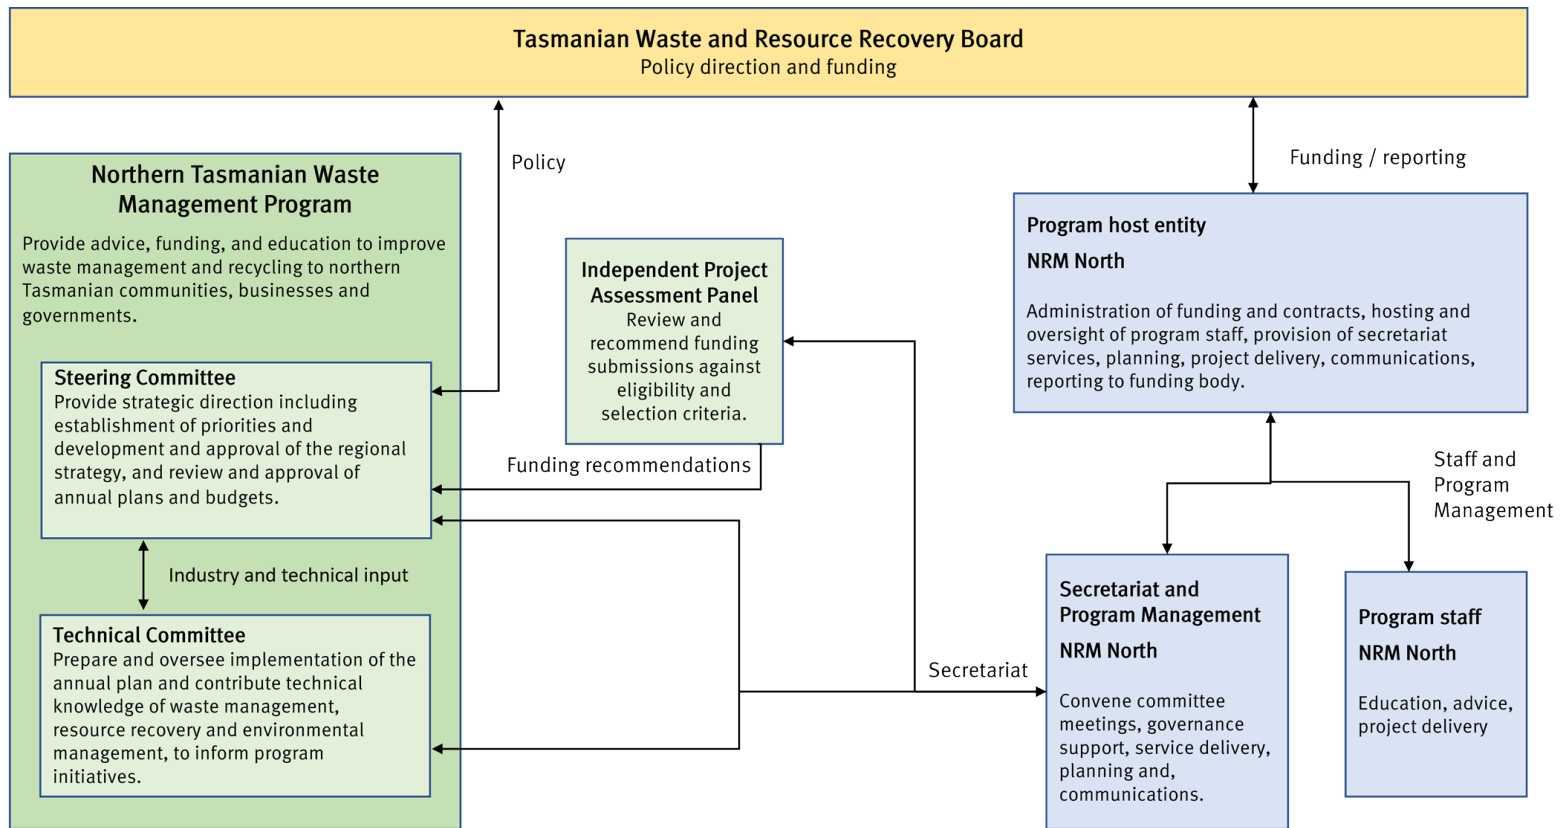 Tasmanian Waste and Resource Recovery Board
Policy direction and funding
Policy
Funding / reporting
Northern Tasmanian Waste
Management Program
Provide advice, funding, and education to improve
waste management and recycling to northern
Tasmanian communities, businesses and
governments.
Steering Committee
Provide strategic direction including
establishment of priorities and
development and approval of the regional
strategy, and review and approval of
annual plans and budgets.
Industry and technical input
Technical Committee
Prepare and oversee implementation of the
annual plan and contribute technical
knowledge of waste management,
resource recovery and environmental
management, to inform program
initiatives.
Independent Project
Assessment Panel
Review and
recommend funding
submissions against
eligibility and
selection criteria.
Funding recommendations
Secretariat
Program host entity
NRM North
Administration of funding and contracts, hosting and
oversight of program staff, provision of secretariat
services, planning, project delivery, communications,
reporting to funding body.
Staff and
Program
Management
Secretariat and
Program Management
NRM North
Convene committee
meetings, governance
support, service delivery,
planning and,
communications.
Program staff
NRM North
Education, advice,
project delivery